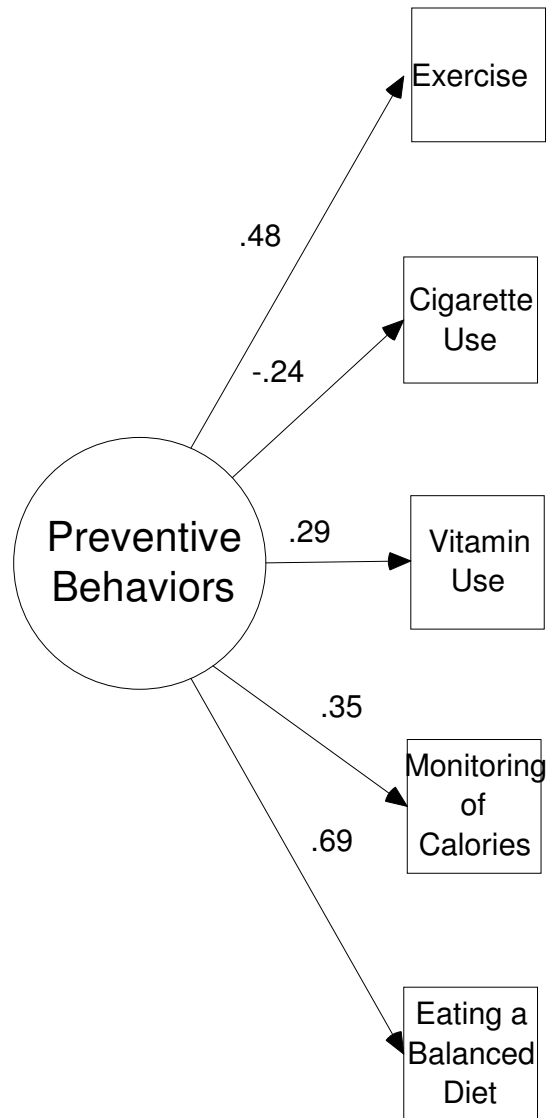 Exercise
.48
Cigarette
Use
-.24
Preventive
Behaviors
.29
Vitamin
Use
.35
Monitoring
of
Calories
.69
Eating a
Balanced
Diet